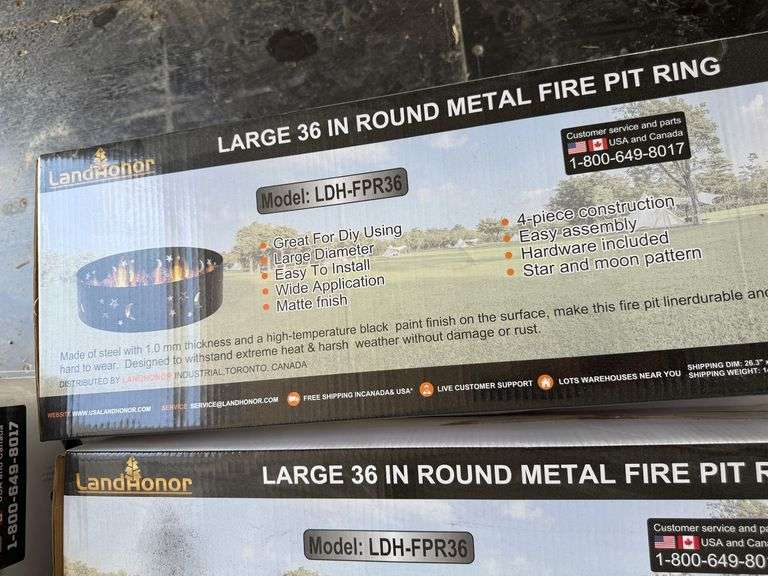 LARGE 36 IN ROUND METAL FIRE PIT RING
LandHonor
Customer service and parts
USA and Canada
1-800-649-8017
Model: LDH-FPR36
Great For Diy Using
Large Diameter
Easy To Install
Wide Application
Matte fnish
4-piece construction
Easy assembly
Hardware included
Star and moon pattern
Made of steel with 1.0 mm thickness and a high-temperature black paint finish on the surface, make this fire pit linerdurable and
hard to wear. Designed to withstand extreme heat & harsh weather without damage or rust.
DISTRIBUTED BY LANDHONOR INDUSTRIAL,TORONTO, CANADA
WEBSITE WWW.USALANDHONOR.COM SERVICE SERVICE@LANDHONOR.COM FREE SHIPPING INCANADA& USA* LIVE CUSTOMER SUPPORT LOTS WAREHOUSES NEAR YOU
SHIPPING DIM: 26.3"
SHIPPING WEIGHT:
USA and Canada
1-800-649-8017
LandHonor
LARGE 36 IN ROUND METAL FIRE PIT
Model: LDH-FPR36
Customer service and pa
USA and Cana
1-800-649-80